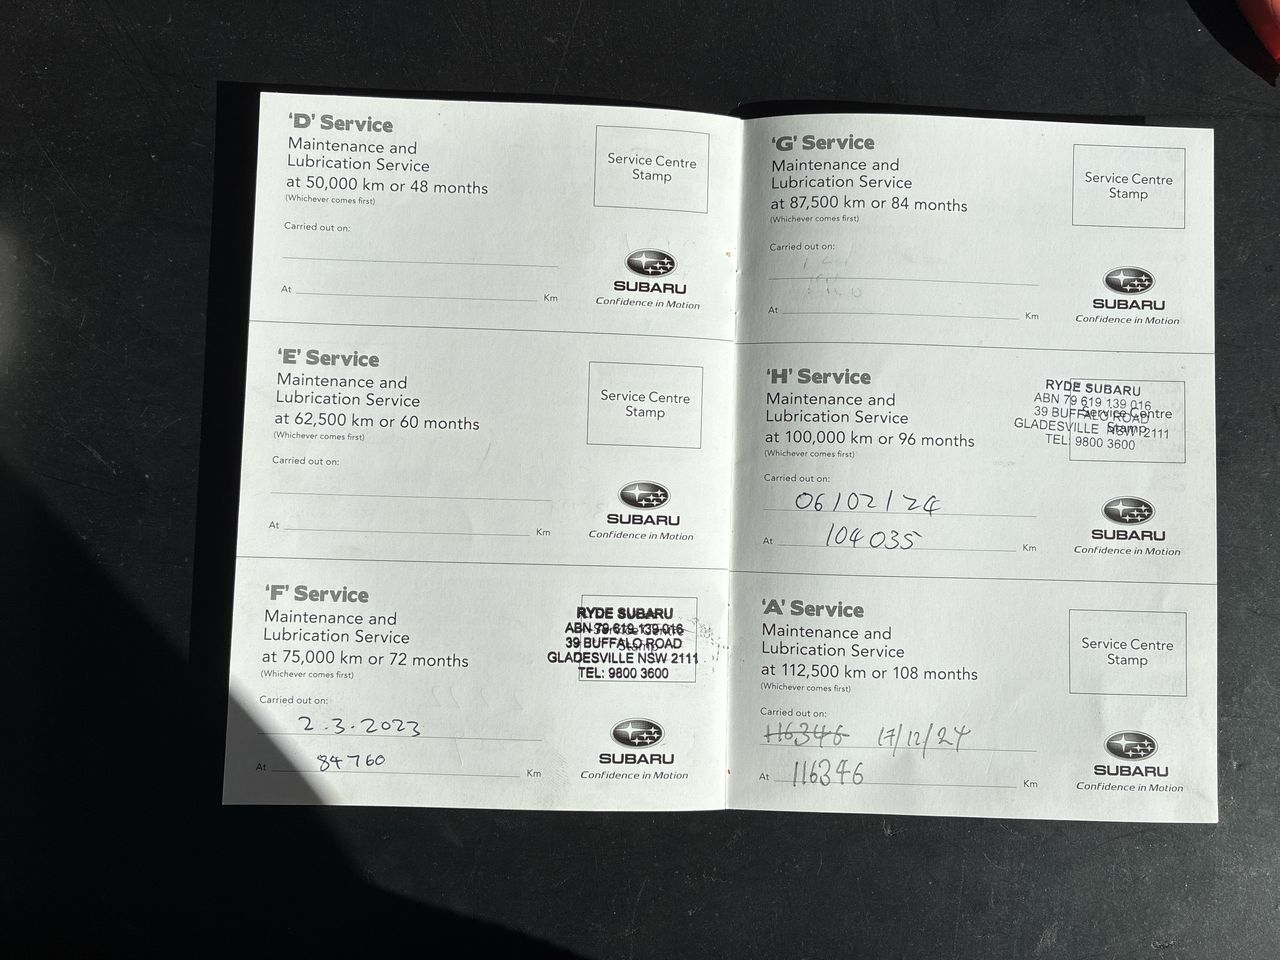 'D' Service
Maintenance and
Lubrication Service
at 50,000 km or 48 months
(Whichever comes first)
Service Centre
Stamp
Carried out on:
At
Km
SUBARU
Confidence in Motion
'E' Service
Maintenance and
Lubrication Service
at 62,500 km or 60 months
(Whichever comes first)
Service Centre
Stamp
Carried out on:
At
Km
SUBARU
Confidence in Motion
'F' Service
Maintenance and
Lubrication Service
at 75,000 km or 72 months
(Whichever comes first)
Service Centre
Stamp
RYDE SUBARU
ABN 79 619 139 016
39 BUFFALO ROAD
GLADESVILLE NSW 2111
TEL: 9800 3600
Carried out on:
2.3.2023
At 84760 Km
SUBARU
Confidence in Motion
'G' Service
Maintenance and
Lubrication Service
at 87,500 km or 84 months
(Whichever comes first)
Service Centre
Stamp
Carried out on:
At
Km
SUBARU
Confidence in Motion
'H' Service
Maintenance and
Lubrication Service
at 100,000 km or 96 months
(Whichever comes first)
Service Centre
Stamp
RYDE SUBARU
ABN 79 619 139 016
39 BUFFALO ROAD
GLADESVILLE NSW 2111
TEL: 9800 3600
Carried out on:
06/02/24
At 104035 Km
SUBARU
Confidence in Motion
'A' Service
Maintenance and
Lubrication Service
at 112,500 km or 108 months
(Whichever comes first)
Service Centre
Stamp
Carried out on:
116346 17/12/24
At 116346 Km
SUBARU
Confidence in Motion